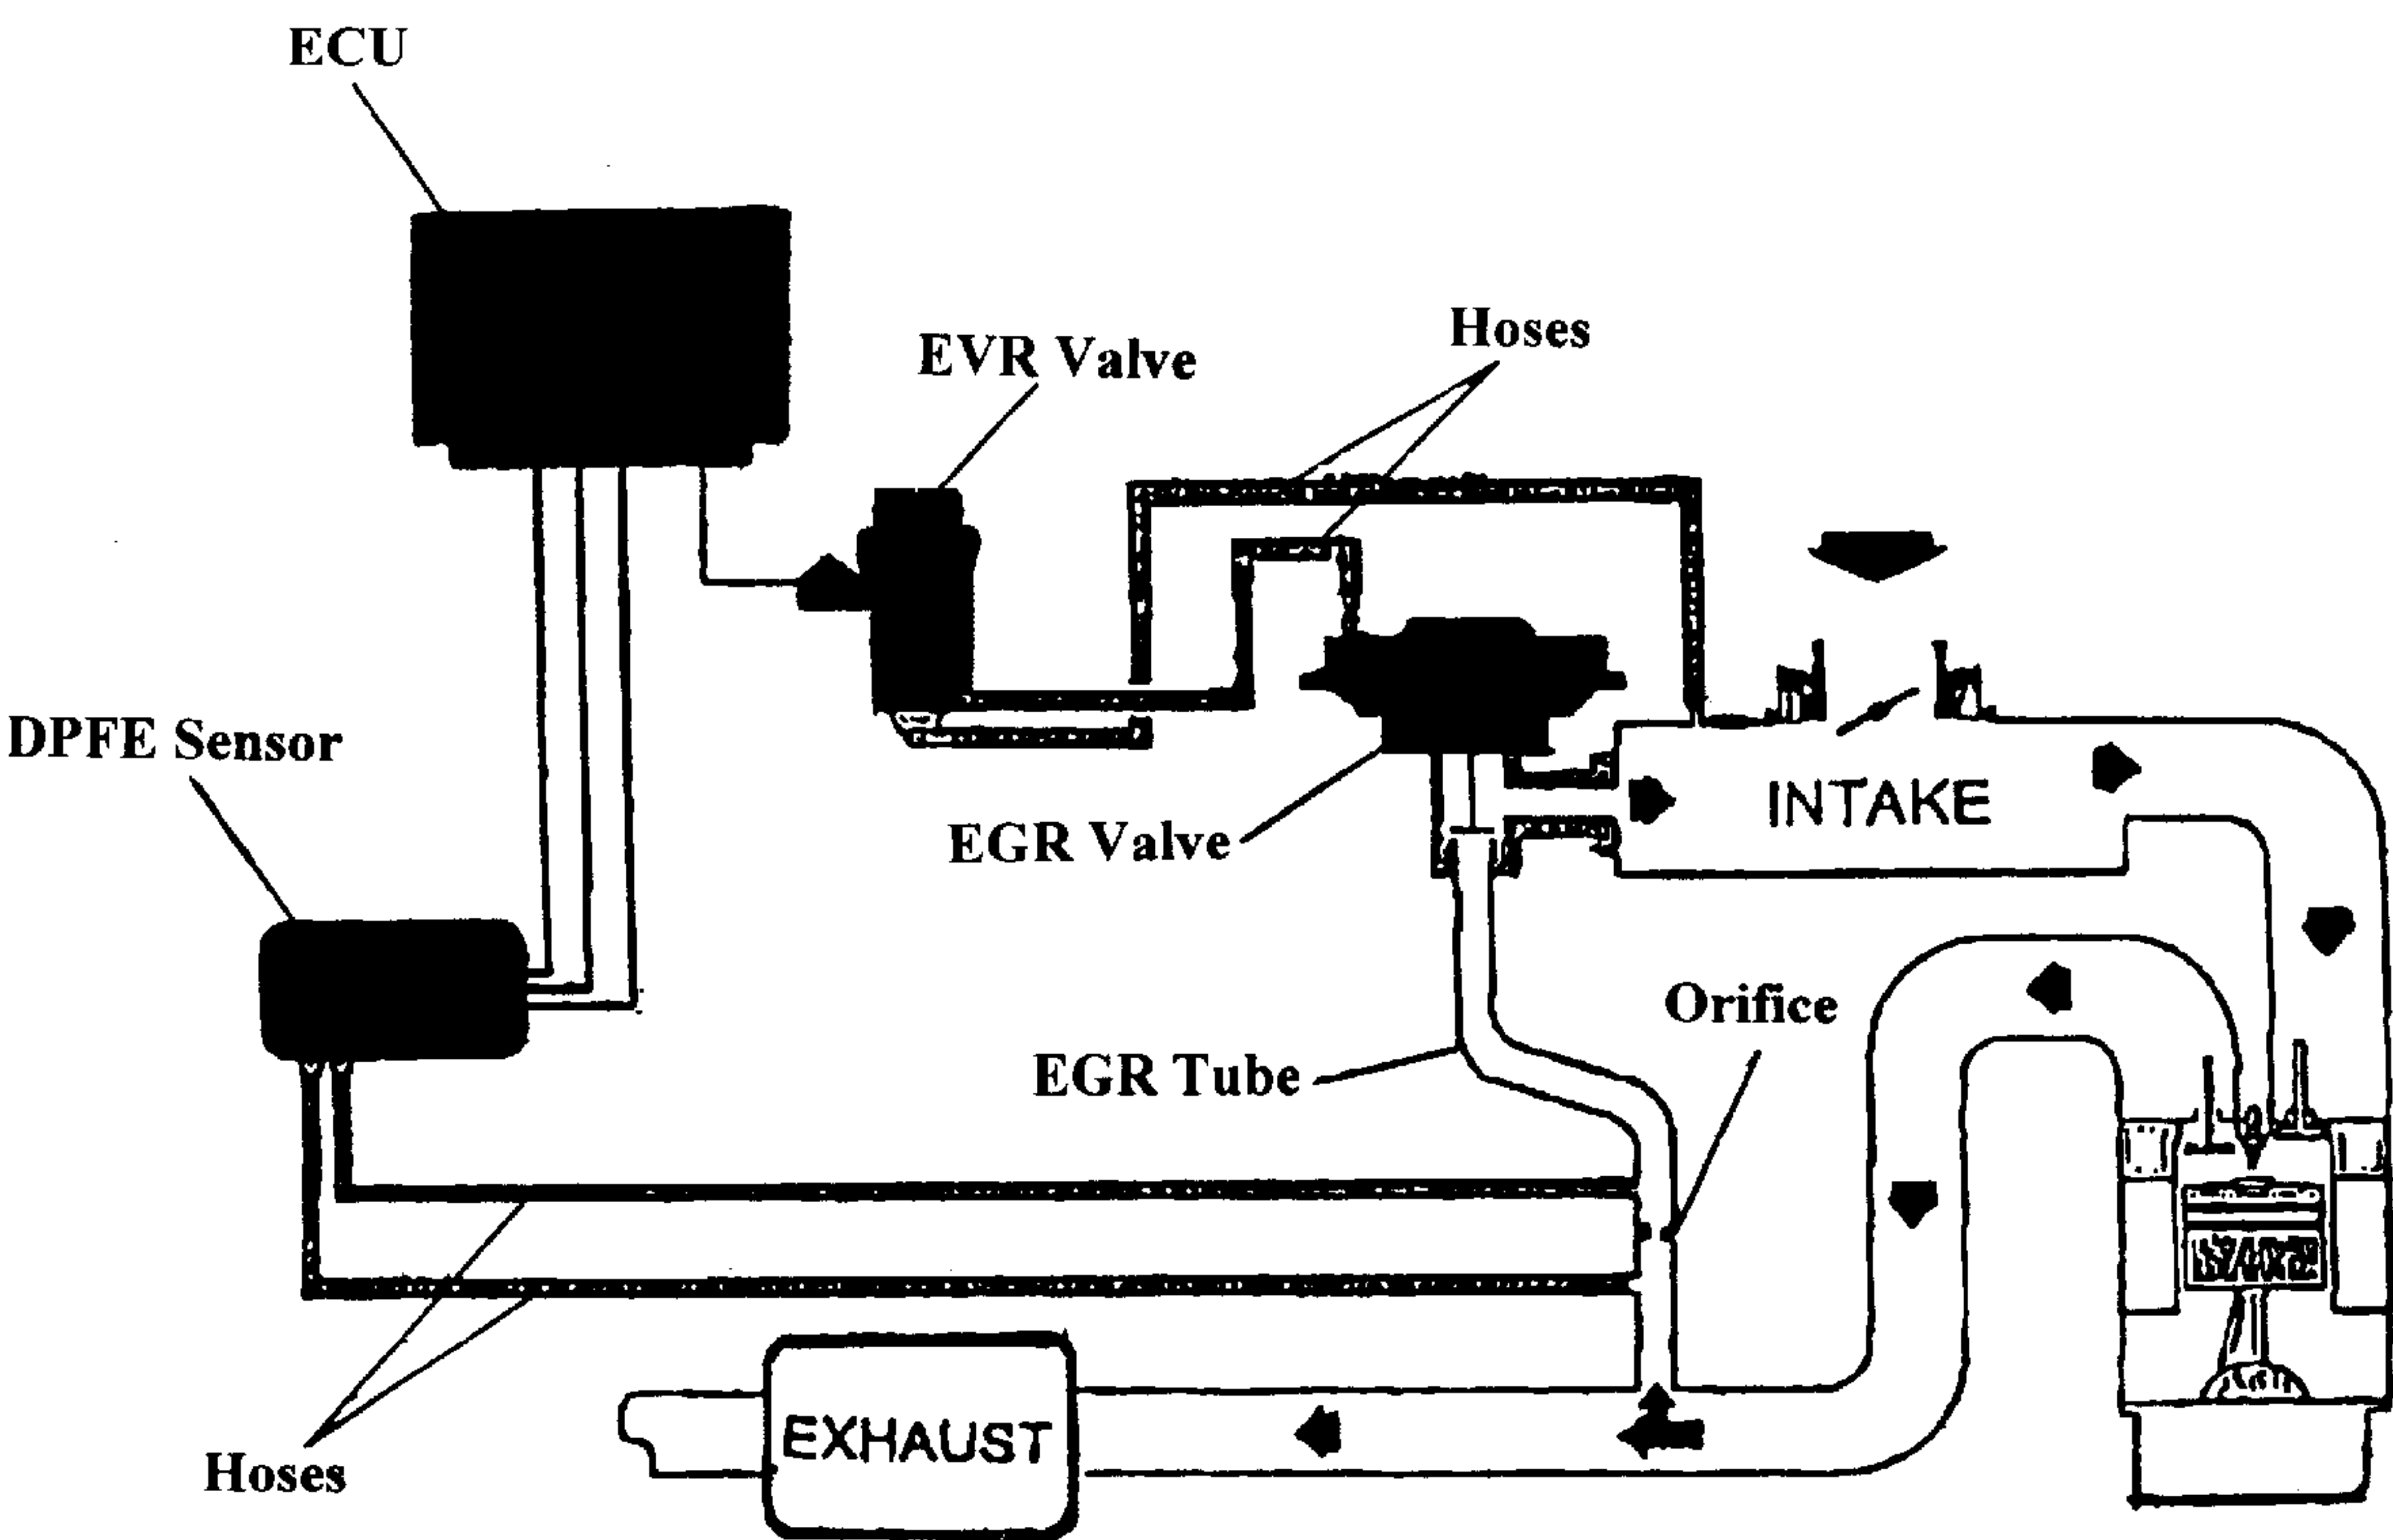 ECU
Hoses
EVR Valve
DPFE Sensor
INTAKE
EGR Valve
Orifice
EGR Tube
EXHAUST
Hoses